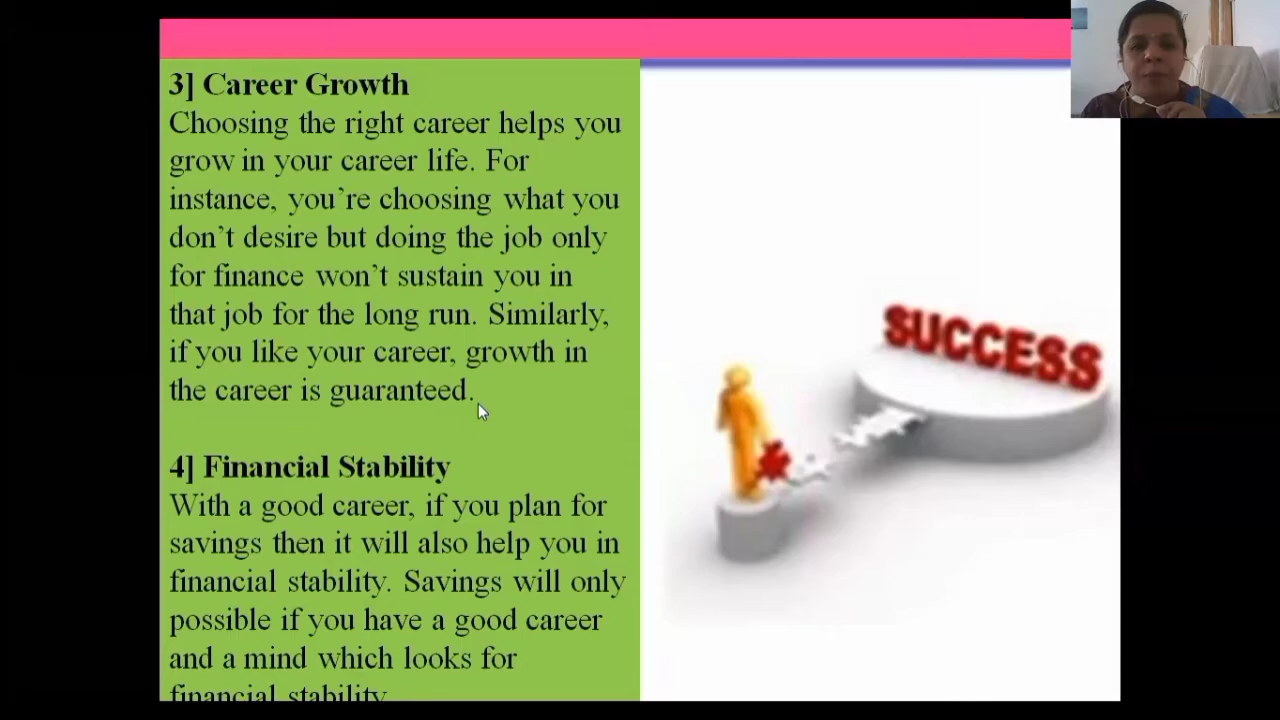 3] Career Growth
Choosing the right career helps you
grow in your career life. For
instance, you’re choosing what you
don’t desire but doing the job only
for finance won’t sustain you in
that job for the long run. Similarly,
if you like your career, growth in
the career is guaranteed.
4] Financial Stability
With a good career, if you plan for
savings then it will also help you in
financial stability. Savings will only
possible if you have a good career
and a mind which looks for
financial stability
SUCCESS